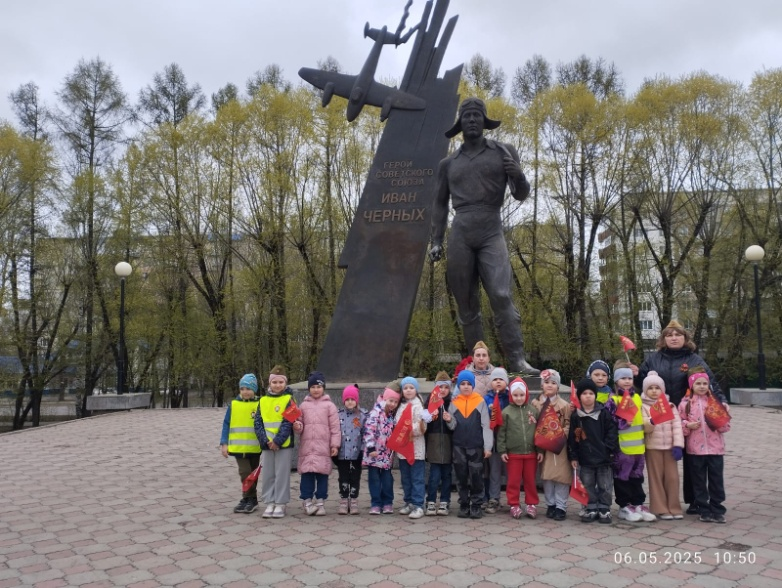 ГЕРОЙ
СОВЕТСКОГО
СОЮЗА
ИВАН
ЧЕРНЫХ
06.05.2025 10:50